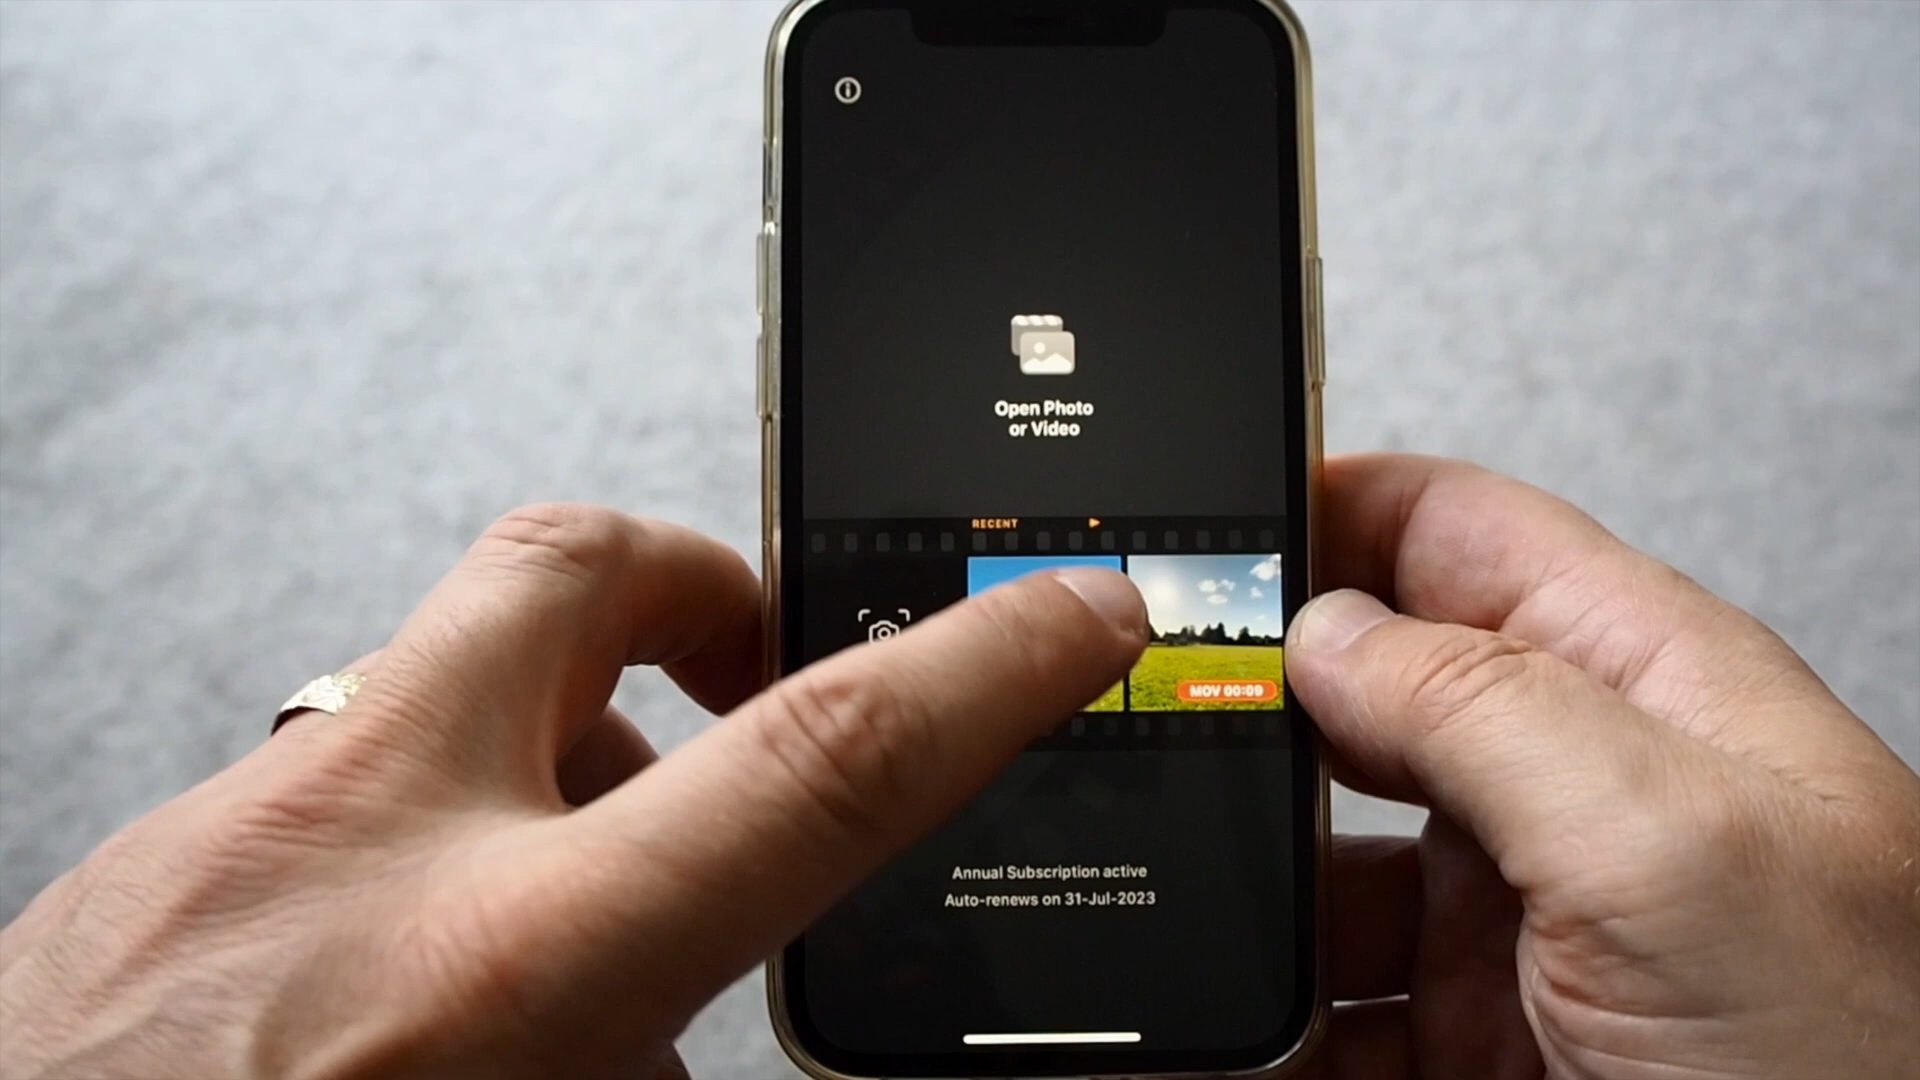 Open Photo
or Video
RECENT
MOV 00:09
Annual Subscription active
Auto-renews on 31-Jul-2023